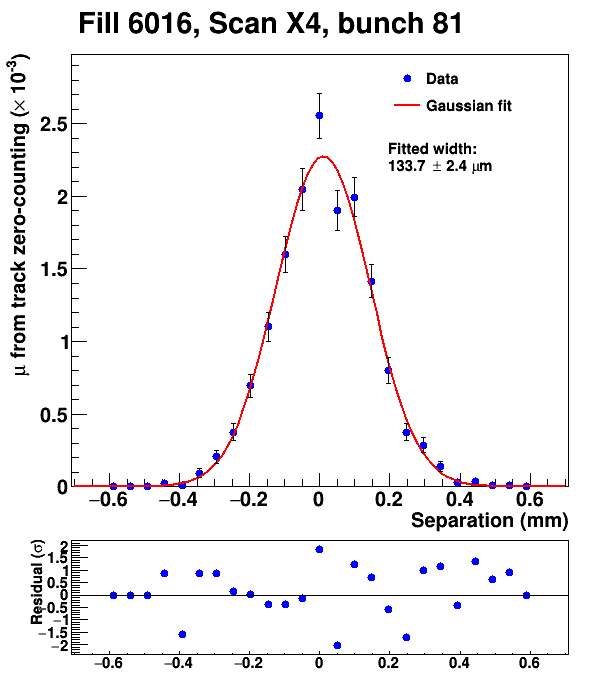 Fill 6016, Scan X4, bunch 81
μ from track zero-counting (× 10⁻³)
Data
Gaussian fit
Fitted width:
133.7 ± 2.4 μm
2.5
2
1.5
1
0.5
0
−0.6 −0.4 −0.2 0 0.2 0.4 0.6
Separation (mm)
Residual (σ)
2
1.5
1
0.5
0
−0.5
−1
−1.5
−2
−0.6 −0.4 −0.2 0 0.2 0.4 0.6